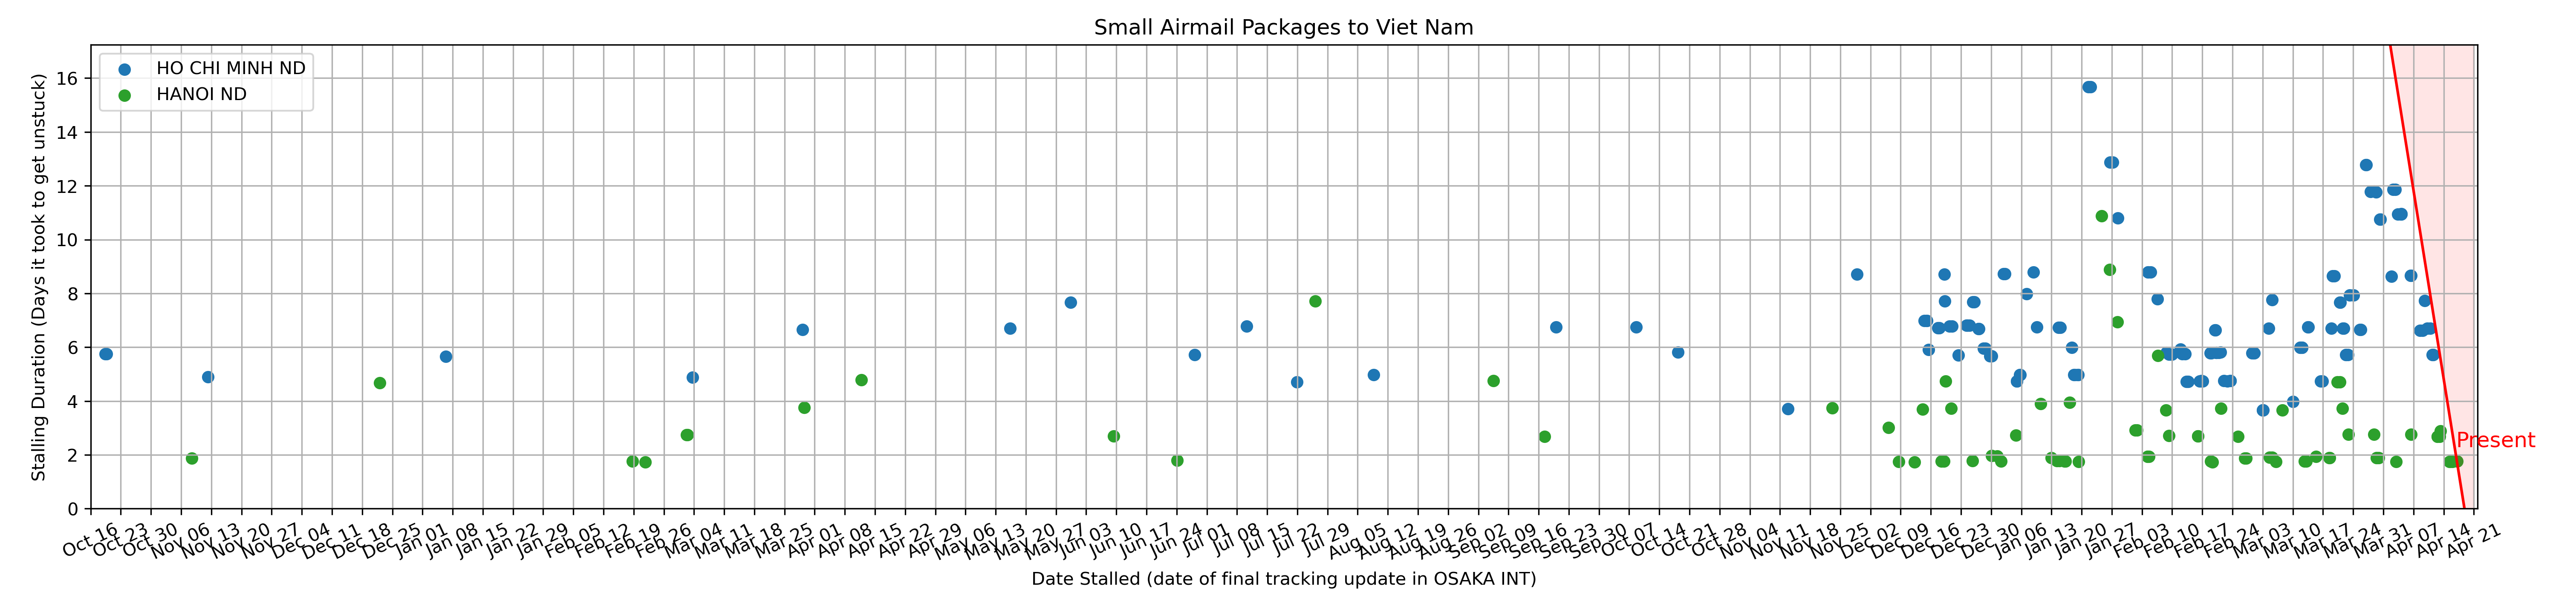 Small Airmail Packages to Viet Nam
HO CHI MINH ND
HANOI ND
Stalling Duration (Days it took to get unstuck)
16
14
12
10
8
6
4
2
0
Present
Oct 16
Oct 23
Oct 30
Nov 06
Nov 13
Nov 20
Nov 27
Dec 04
Dec 11
Dec 18
Dec 25
Jan 01
Jan 08
Jan 15
Jan 22
Jan 29
Feb 05
Feb 12
Feb 19
Feb 26
Mar 04
Mar 11
Mar 18
Mar 25
Apr 01
Apr 08
Apr 15
Apr 22
Apr 29
May 06
May 13
May 20
May 27
Jun 03
Jun 10
Jun 17
Jun 24
Jul 01
Jul 08
Jul 15
Jul 22
Jul 29
Aug 05
Aug 12
Aug 19
Aug 26
Sep 02
Sep 09
Sep 16
Sep 23
Sep 30
Oct 07
Oct 14
Oct 21
Oct 28
Nov 04
Nov 11
Nov 18
Nov 25
Dec 02
Dec 09
Dec 16
Dec 23
Dec 30
Jan 06
Jan 13
Jan 20
Jan 27
Feb 03
Feb 10
Feb 17
Feb 24
Mar 03
Mar 10
Mar 17
Mar 24
Mar 31
Apr 07
Apr 14
Apr 21
Date Stalled (date of final tracking update in OSAKA INT)